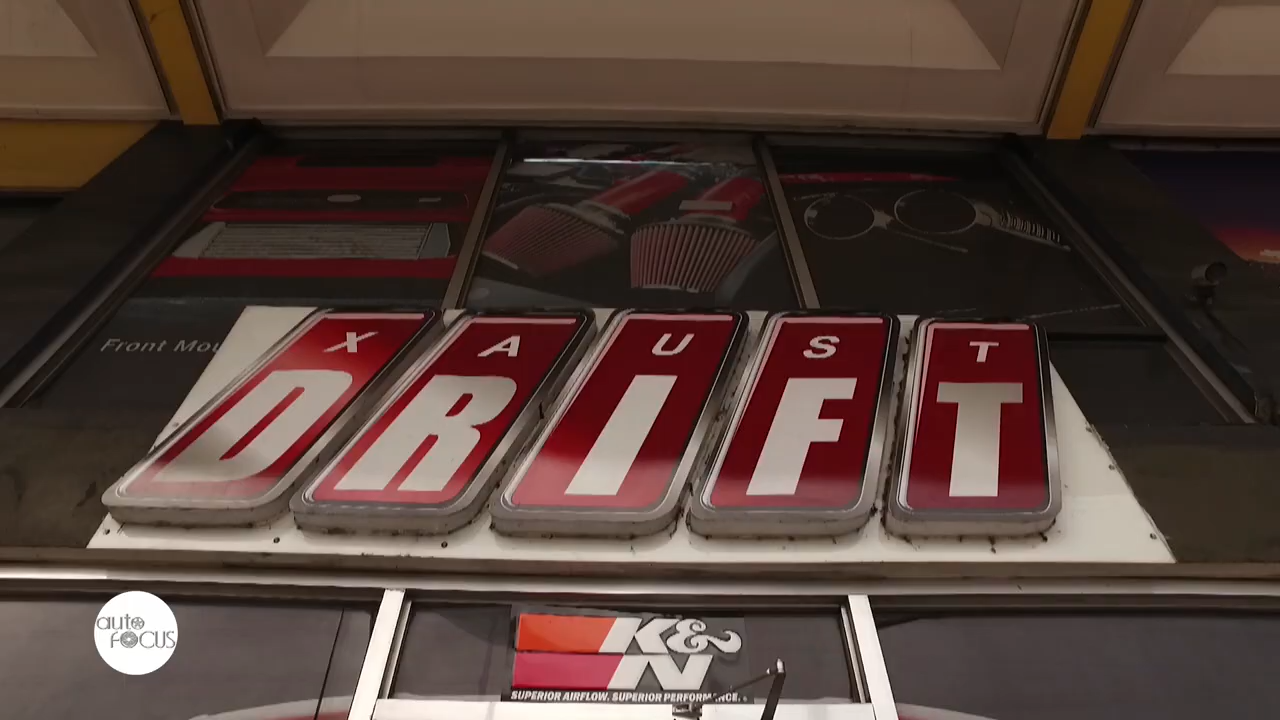 Front Mou
X A U S T
DRIFT
auto
FOCUS
K&N
SUPERIOR AIRFLOW. SUPERIOR PERFORMANCE.